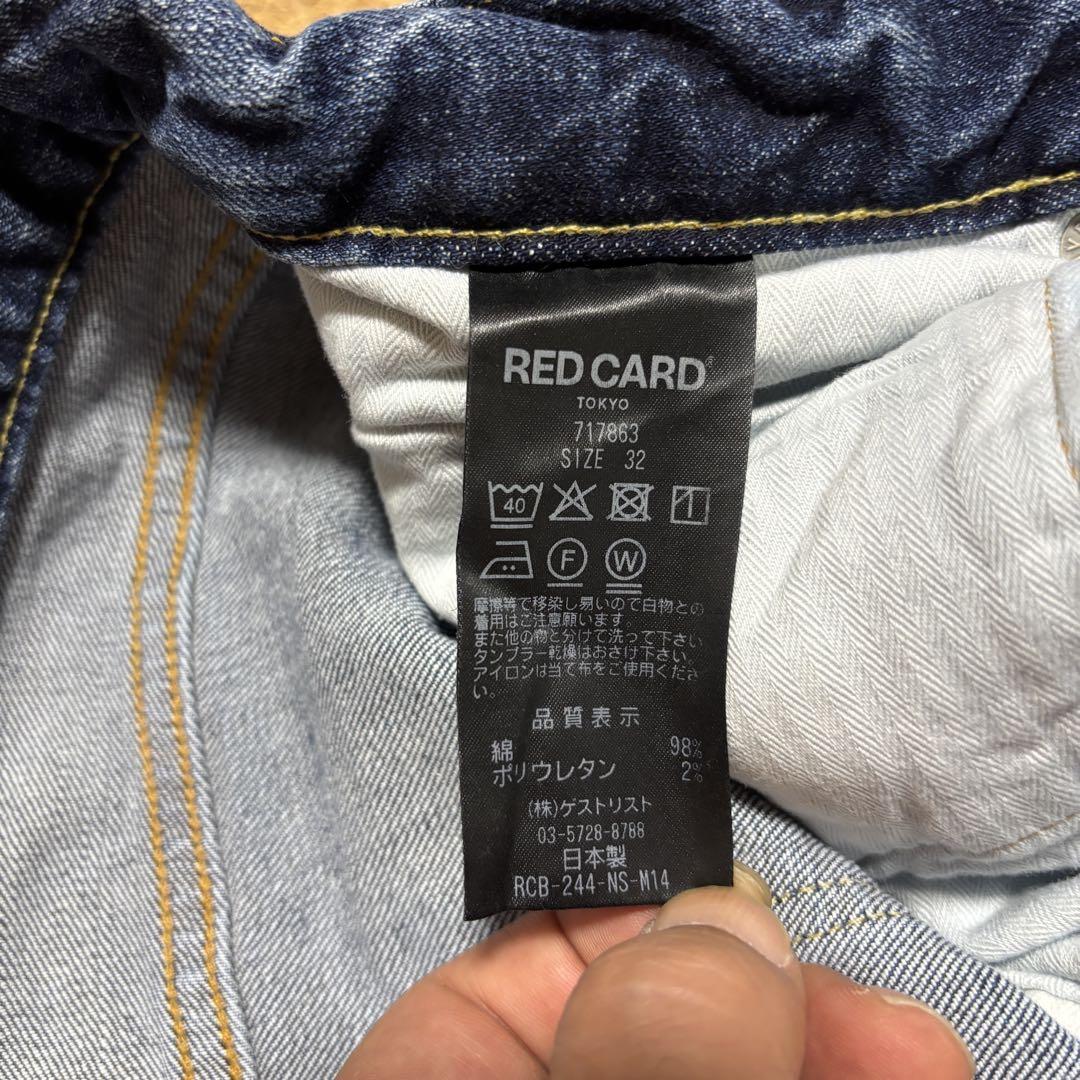 RED CARD
TOKYO
717863
SIZE 32
40
F W
摩擦等で移染し易いので白物との
着用はご注意願います。
また他の物と分けて洗って下さい
タンブラー乾燥はおさけ下さい。
アイロンは当て布をご使用くださ
い。
品質表示
綿 98%
ポリウレタン 2%
(株)ゲストリスト
03-5728-8788
日本製
RCB-244-NS-M14